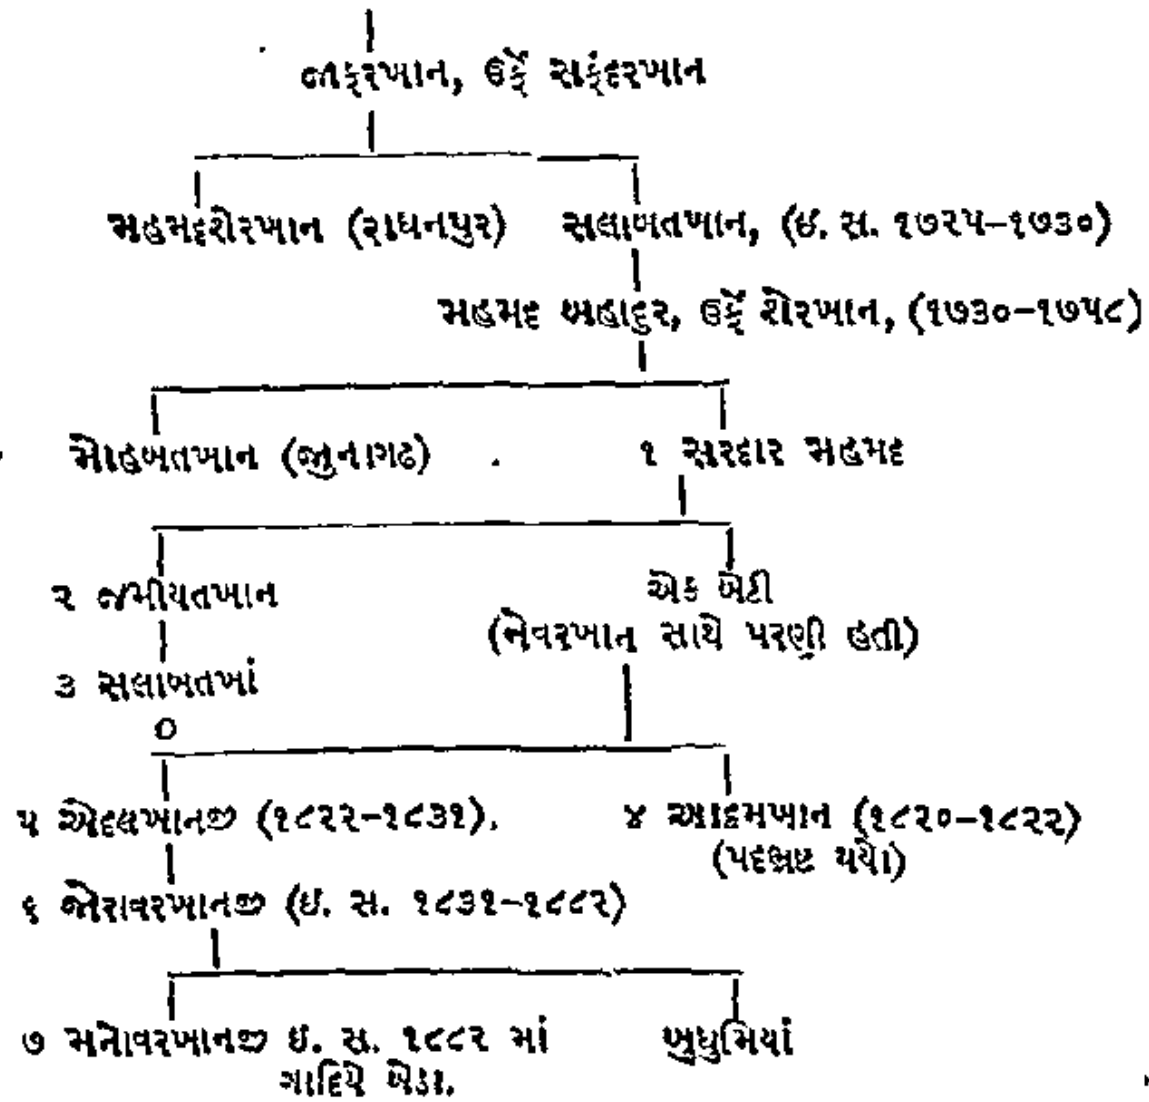 જાફરખાન, ઉર્ફે સફદરખાન
મહમદશેરખાન (રાધનપુર) સલાબતખાન, (ઇ. સ. ૧૭૨૫–૧૭૩૦)
મહમદ બહાદુર, ઉર્ફે શેરખાન, (૧૭૩૦–૧૭૫૮)
મોહબતખાન (જુનાગઢ) ૧ સરદાર મહમદ
૨ જમીયતખાન એક બેટી
(નેવરખાન સાથે પરણી હતી)
૩ સલાબતખાં
૫ એદલખાનજી (૧૮૨૨–૧૮૩૧). ૪ આદમખાન (૧૮૨૦–૧૮૨૨)
(પદભ્રષ્ટ થયો)
૬ જોરાવરખાનજી (ઇ. સ. ૧૮૩૧–૧૮૮૨)
૭ મનોવરખાનજી ઇ. સ. ૧૮૮૨ માં ખુધુમિયાં
ગાદિયે બેઠા.